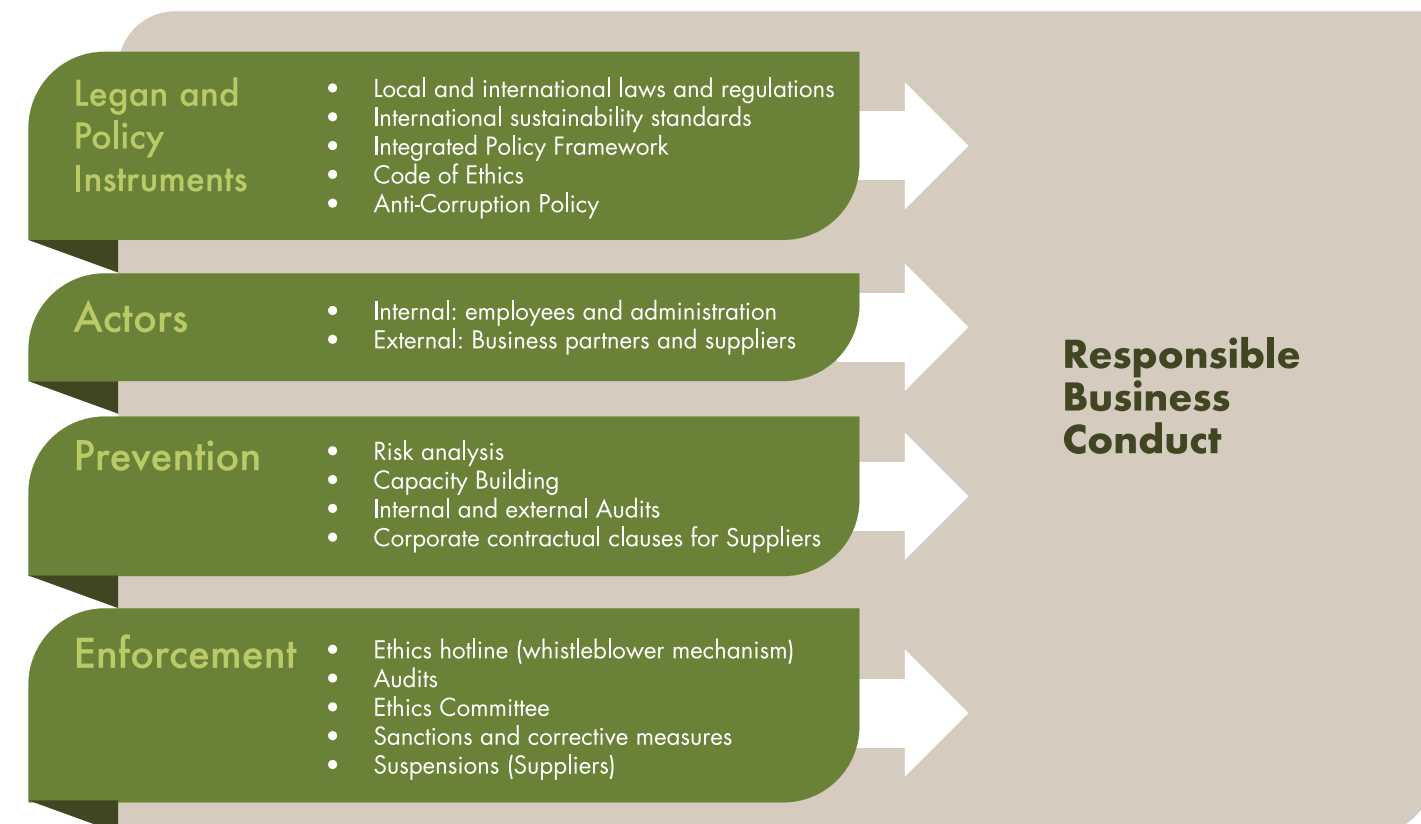 Legan and
Policy
Instruments
• Local and international laws and regulations
• International sustainability standards
• Integrated Policy Framework
• Code of Ethics
• Anti-Corruption Policy
Actors
• Internal: employees and administration
• External: Business partners and suppliers
Prevention
• Risk analysis
• Capacity Building
• Internal and external Audits
• Corporate contractual clauses for Suppliers
Enforcement
• Ethics hotline (whistleblower mechanism)
• Audits
• Ethics Committee
• Sanctions and corrective measures
• Suspensions (Suppliers)
Responsible
Business
Conduct